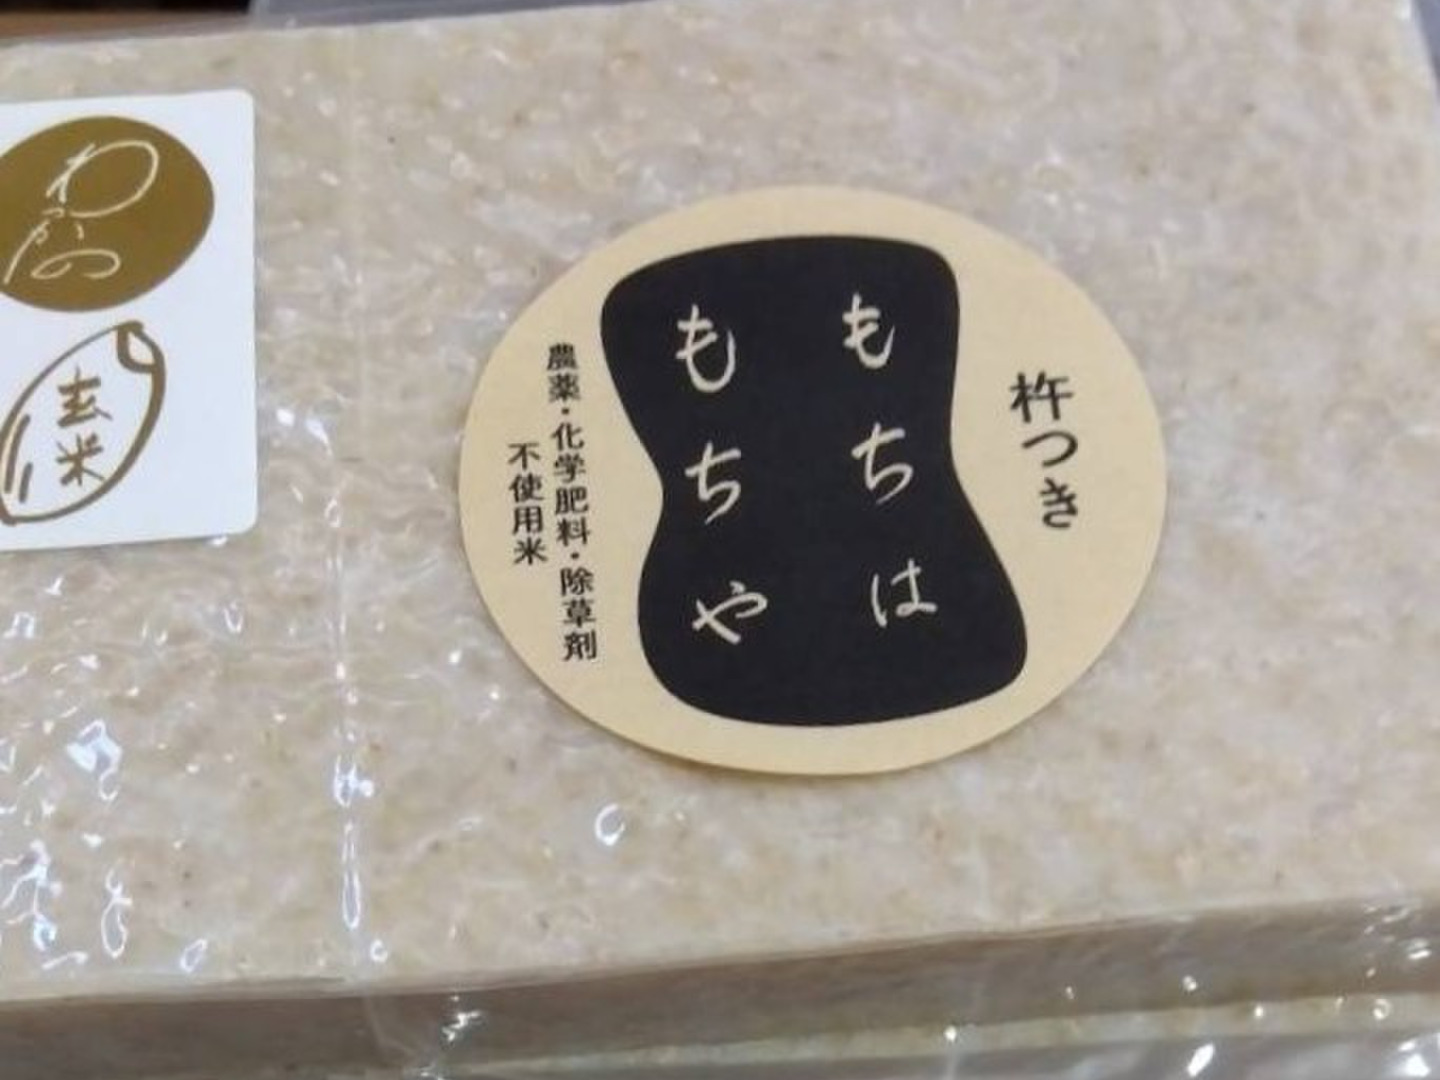 杵つき
もちは
もちや
農薬・化学肥料・除草剤
不使用米
玄米